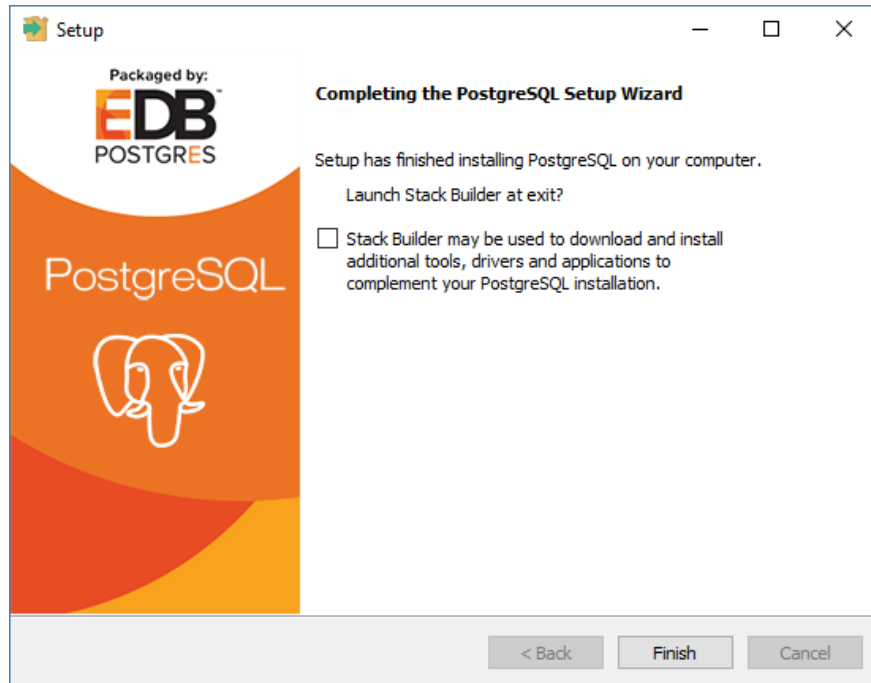 Setup
Packaged by:
EDB™
POSTGRES
PostgreSQL
Completing the PostgreSQL Setup Wizard
Setup has finished installing PostgreSQL on your computer.
Launch Stack Builder at exit?
Stack Builder may be used to download and install
additional tools, drivers and applications to
complement your PostgreSQL installation.
< Back
Finish
Cancel